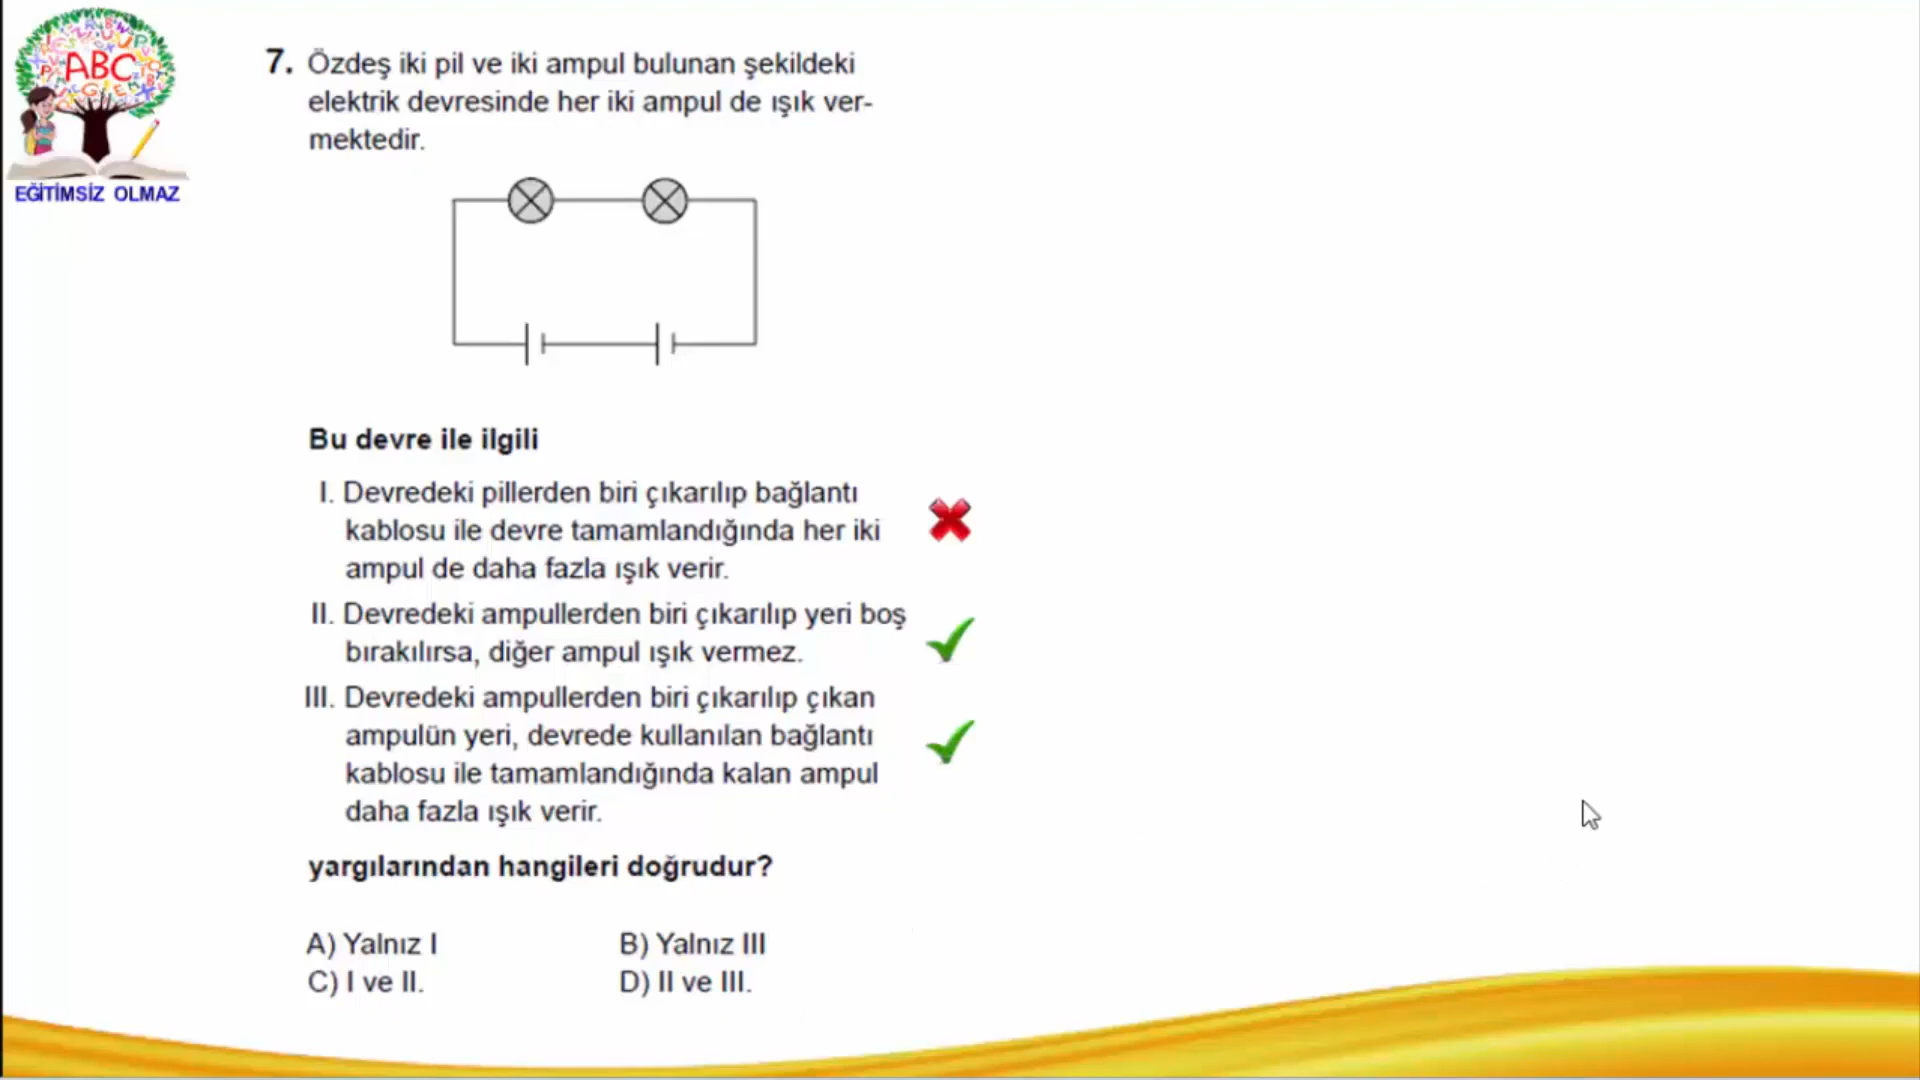 ABC
EĞİTİMSİZ OLMAZ
7. Özdeş iki pil ve iki ampul bulunan şekildeki
elektrik devresinde her iki ampul de ışık ver-
mektedir.
Bu devre ile ilgili
I. Devredeki pillerden biri çıkarılıp bağlantı
kablosu ile devre tamamlandığında her iki
ampul de daha fazla ışık verir.
II. Devredeki ampullerden biri çıkarılıp yeri boş
bırakılırsa, diğer ampul ışık vermez.
III. Devredeki ampullerden biri çıkarılıp çıkan
ampulün yeri, devrede kullanılan bağlantı
kablosu ile tamamlandığında kalan ampul
daha fazla ışık verir.
yargılarından hangileri doğrudur?
A) Yalnız I B) Yalnız III
C) I ve II. D) II ve III.